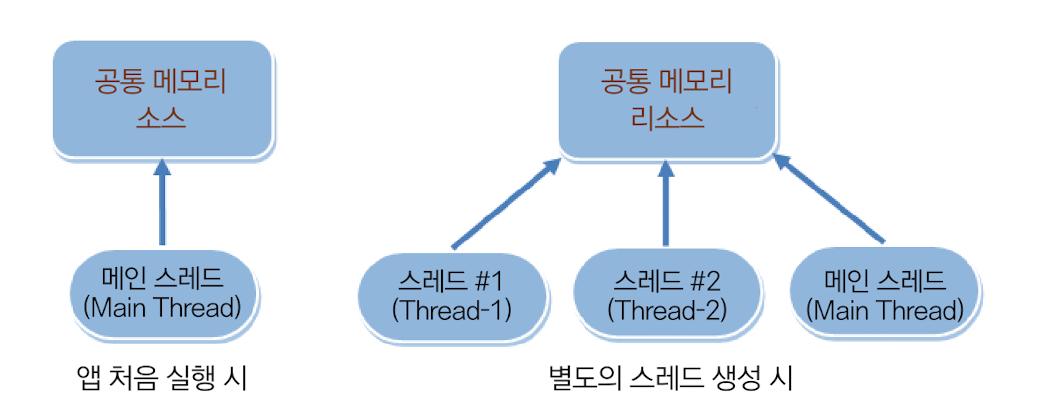 공통 메모리
소스
메인 스레드
(Main Thread)
앱 처음 실행 시
공통 메모리
리소스
스레드 #1
(Thread-1)
스레드 #2
(Thread-2)
메인 스레드
(Main Thread)
별도의 스레드 생성 시